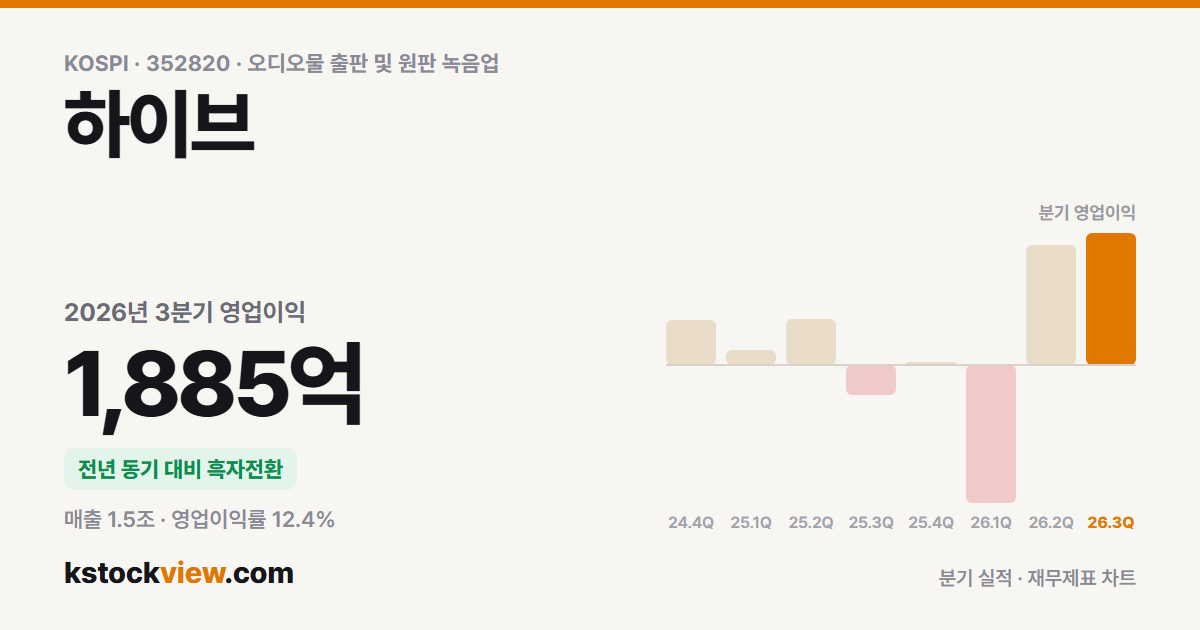 KOSPI · 352820 · 오디오물 출판 및 원판 녹음업
하이브
분기 영업이익
2026년 3분기 영업이익
1,885억
전년 동기 대비 흑자전환
매출 1.5조 · 영업이익률 12.4%
24.4Q 25.1Q 25.2Q 25.3Q 25.4Q 26.1Q 26.2Q 26.3Q
kstockview.com
분기 실적 · 재무제표 차트